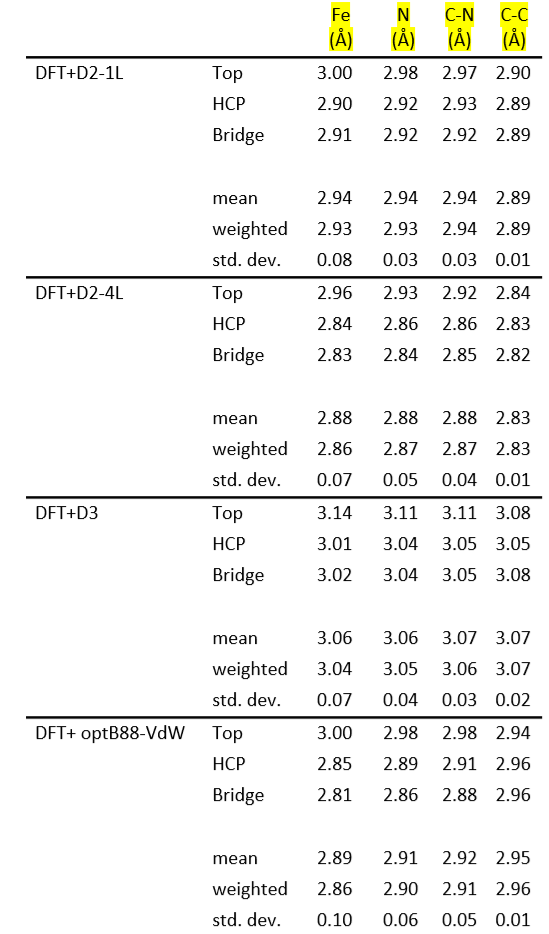 Fe N C-N C-C
(Å) (Å) (Å) (Å)
DFT+D2-1L Top 3.00 2.98 2.97 2.90
HCP 2.90 2.92 2.93 2.89
Bridge 2.91 2.92 2.92 2.89
mean 2.94 2.94 2.94 2.89
weighted 2.93 2.93 2.94 2.89
std. dev. 0.08 0.03 0.03 0.01
DFT+D2-4L Top 2.96 2.93 2.92 2.84
HCP 2.84 2.86 2.86 2.83
Bridge 2.83 2.84 2.85 2.82
mean 2.88 2.88 2.88 2.83
weighted 2.86 2.87 2.87 2.83
std. dev. 0.07 0.05 0.04 0.01
DFT+D3 Top 3.14 3.11 3.11 3.08
HCP 3.01 3.04 3.05 3.05
Bridge 3.02 3.04 3.05 3.08
mean 3.06 3.06 3.07 3.07
weighted 3.04 3.05 3.06 3.07
std. dev. 0.07 0.04 0.03 0.02
DFT+ optB88-VdW Top 3.00 2.98 2.98 2.94
HCP 2.85 2.89 2.91 2.96
Bridge 2.81 2.86 2.88 2.96
mean 2.89 2.91 2.92 2.95
weighted 2.86 2.90 2.91 2.96
std. dev. 0.10 0.06 0.05 0.01